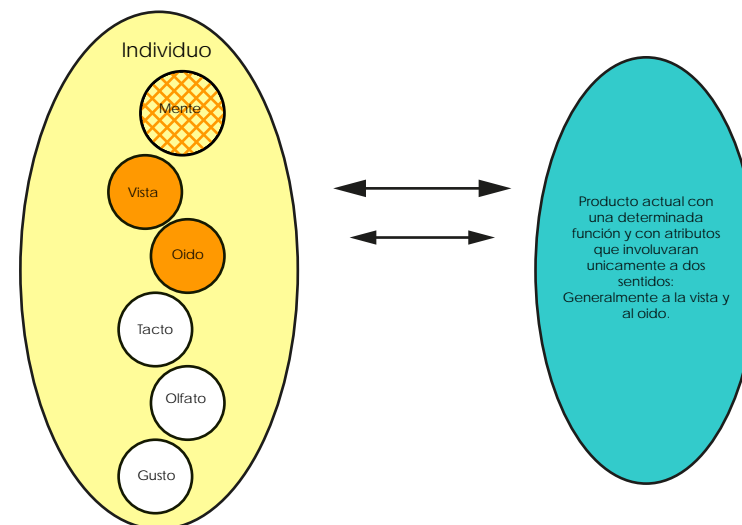 Individuo
Mente
Vista
Oido
Tacto
Olfato
Gusto
Producto actual con
una determinada
función y con atributos
que involuvaran
unicamente a dos
sentidos:
Generalmente a la vista y
al oido.